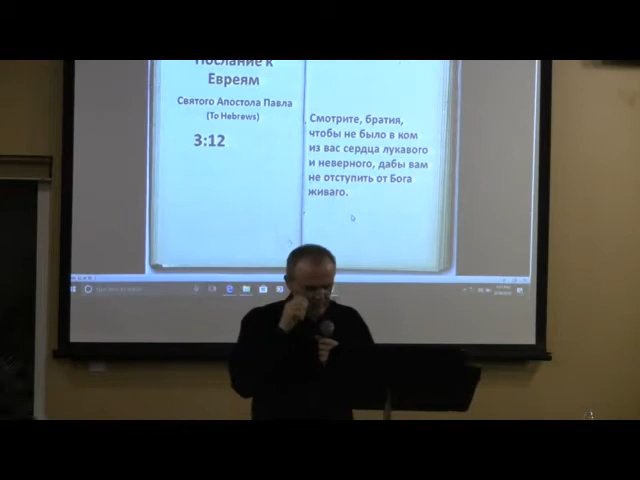 Послание к
Евреям
Святого Апостола Павла
(To Hebrews)
3:12
Смотрите, братия,
чтобы не было в ком
из вас сердца лукавого
и неверного, дабы вам
не отступить от Бога
живаго.